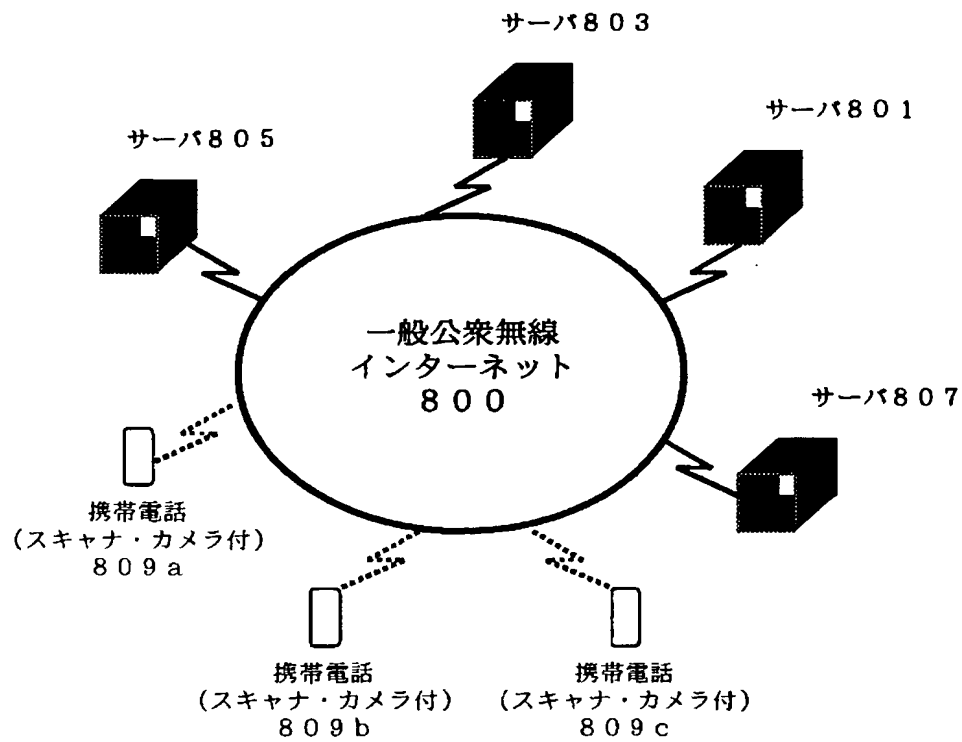 サーバ８０３
サーバ８０１
サーバ８０５
一般公衆無線
インターネット
８００
サーバ８０７
携帯電話
（スキャナ・カメラ付）
８０９ａ
携帯電話
（スキャナ・カメラ付）
８０９ｂ
携帯電話
（スキャナ・カメラ付）
８０９ｃ